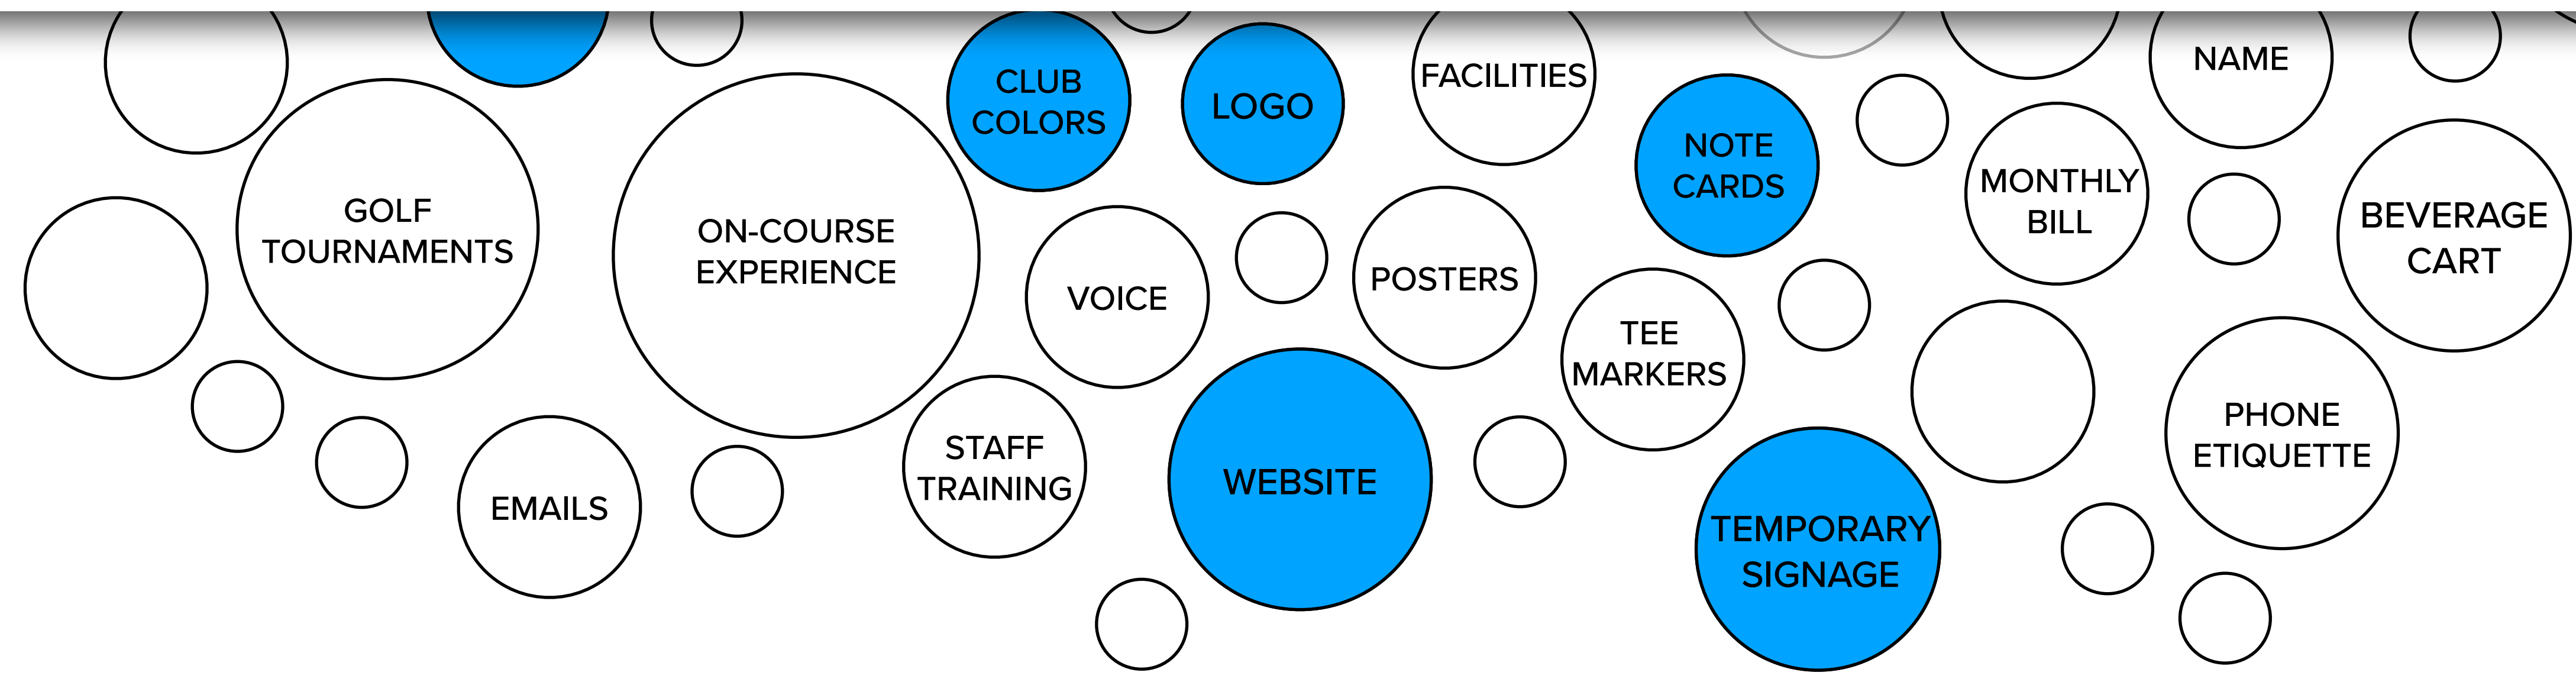 CLUB
COLORS
LOGO
FACILITIES
NAME
NOTE
CARDS
MONTHLY
BILL
BEVERAGE
CART
GOLF
TOURNAMENTS
ON-COURSE
EXPERIENCE
VOICE
POSTERS
TEE
MARKERS
PHONE
ETIQUETTE
STAFF
TRAINING
EMAILS
WEBSITE
TEMPORARY
SIGNAGE